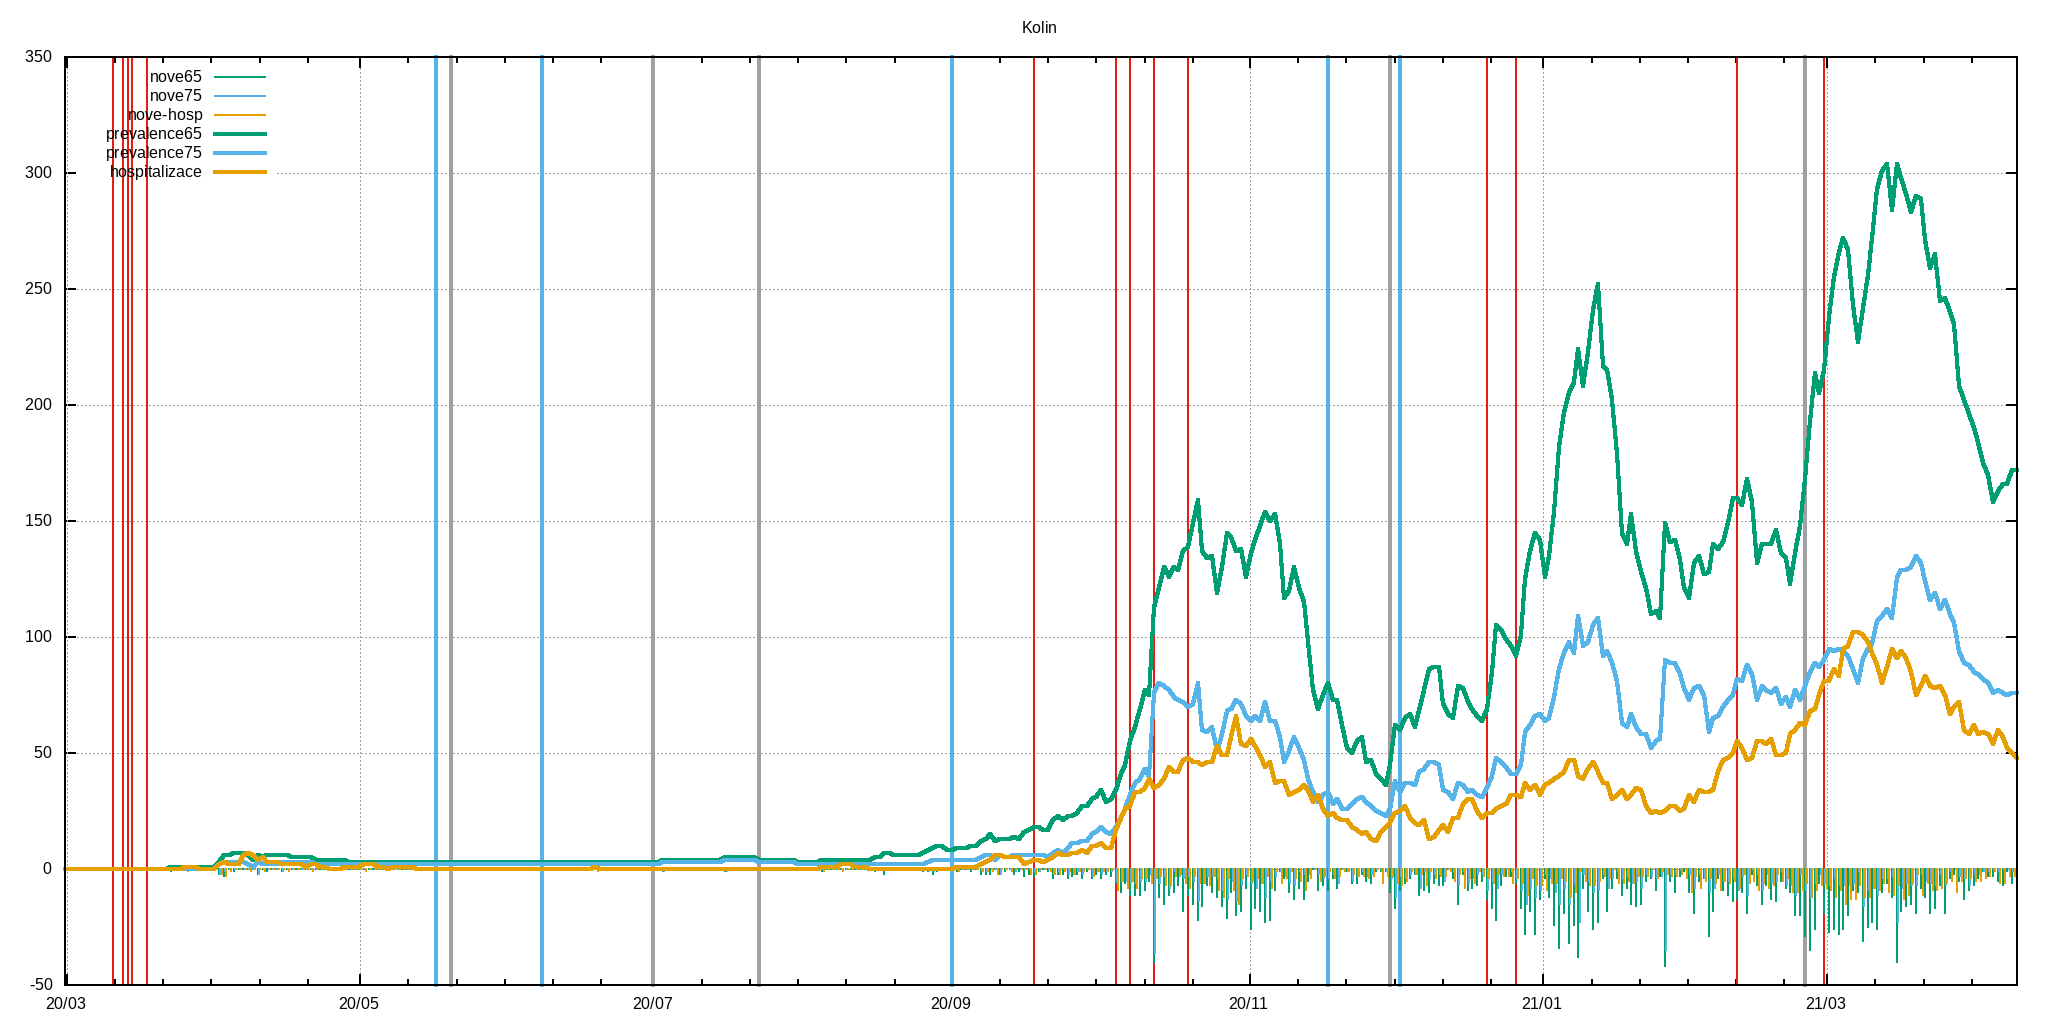 Kolin
350
nove65
nove75
nove-hosp
prevalence65
prevalence75
hospitalizace
300
250
200
150
100
50
0
-50
20/03 20/05 20/07 20/09 20/11 21/01 21/03